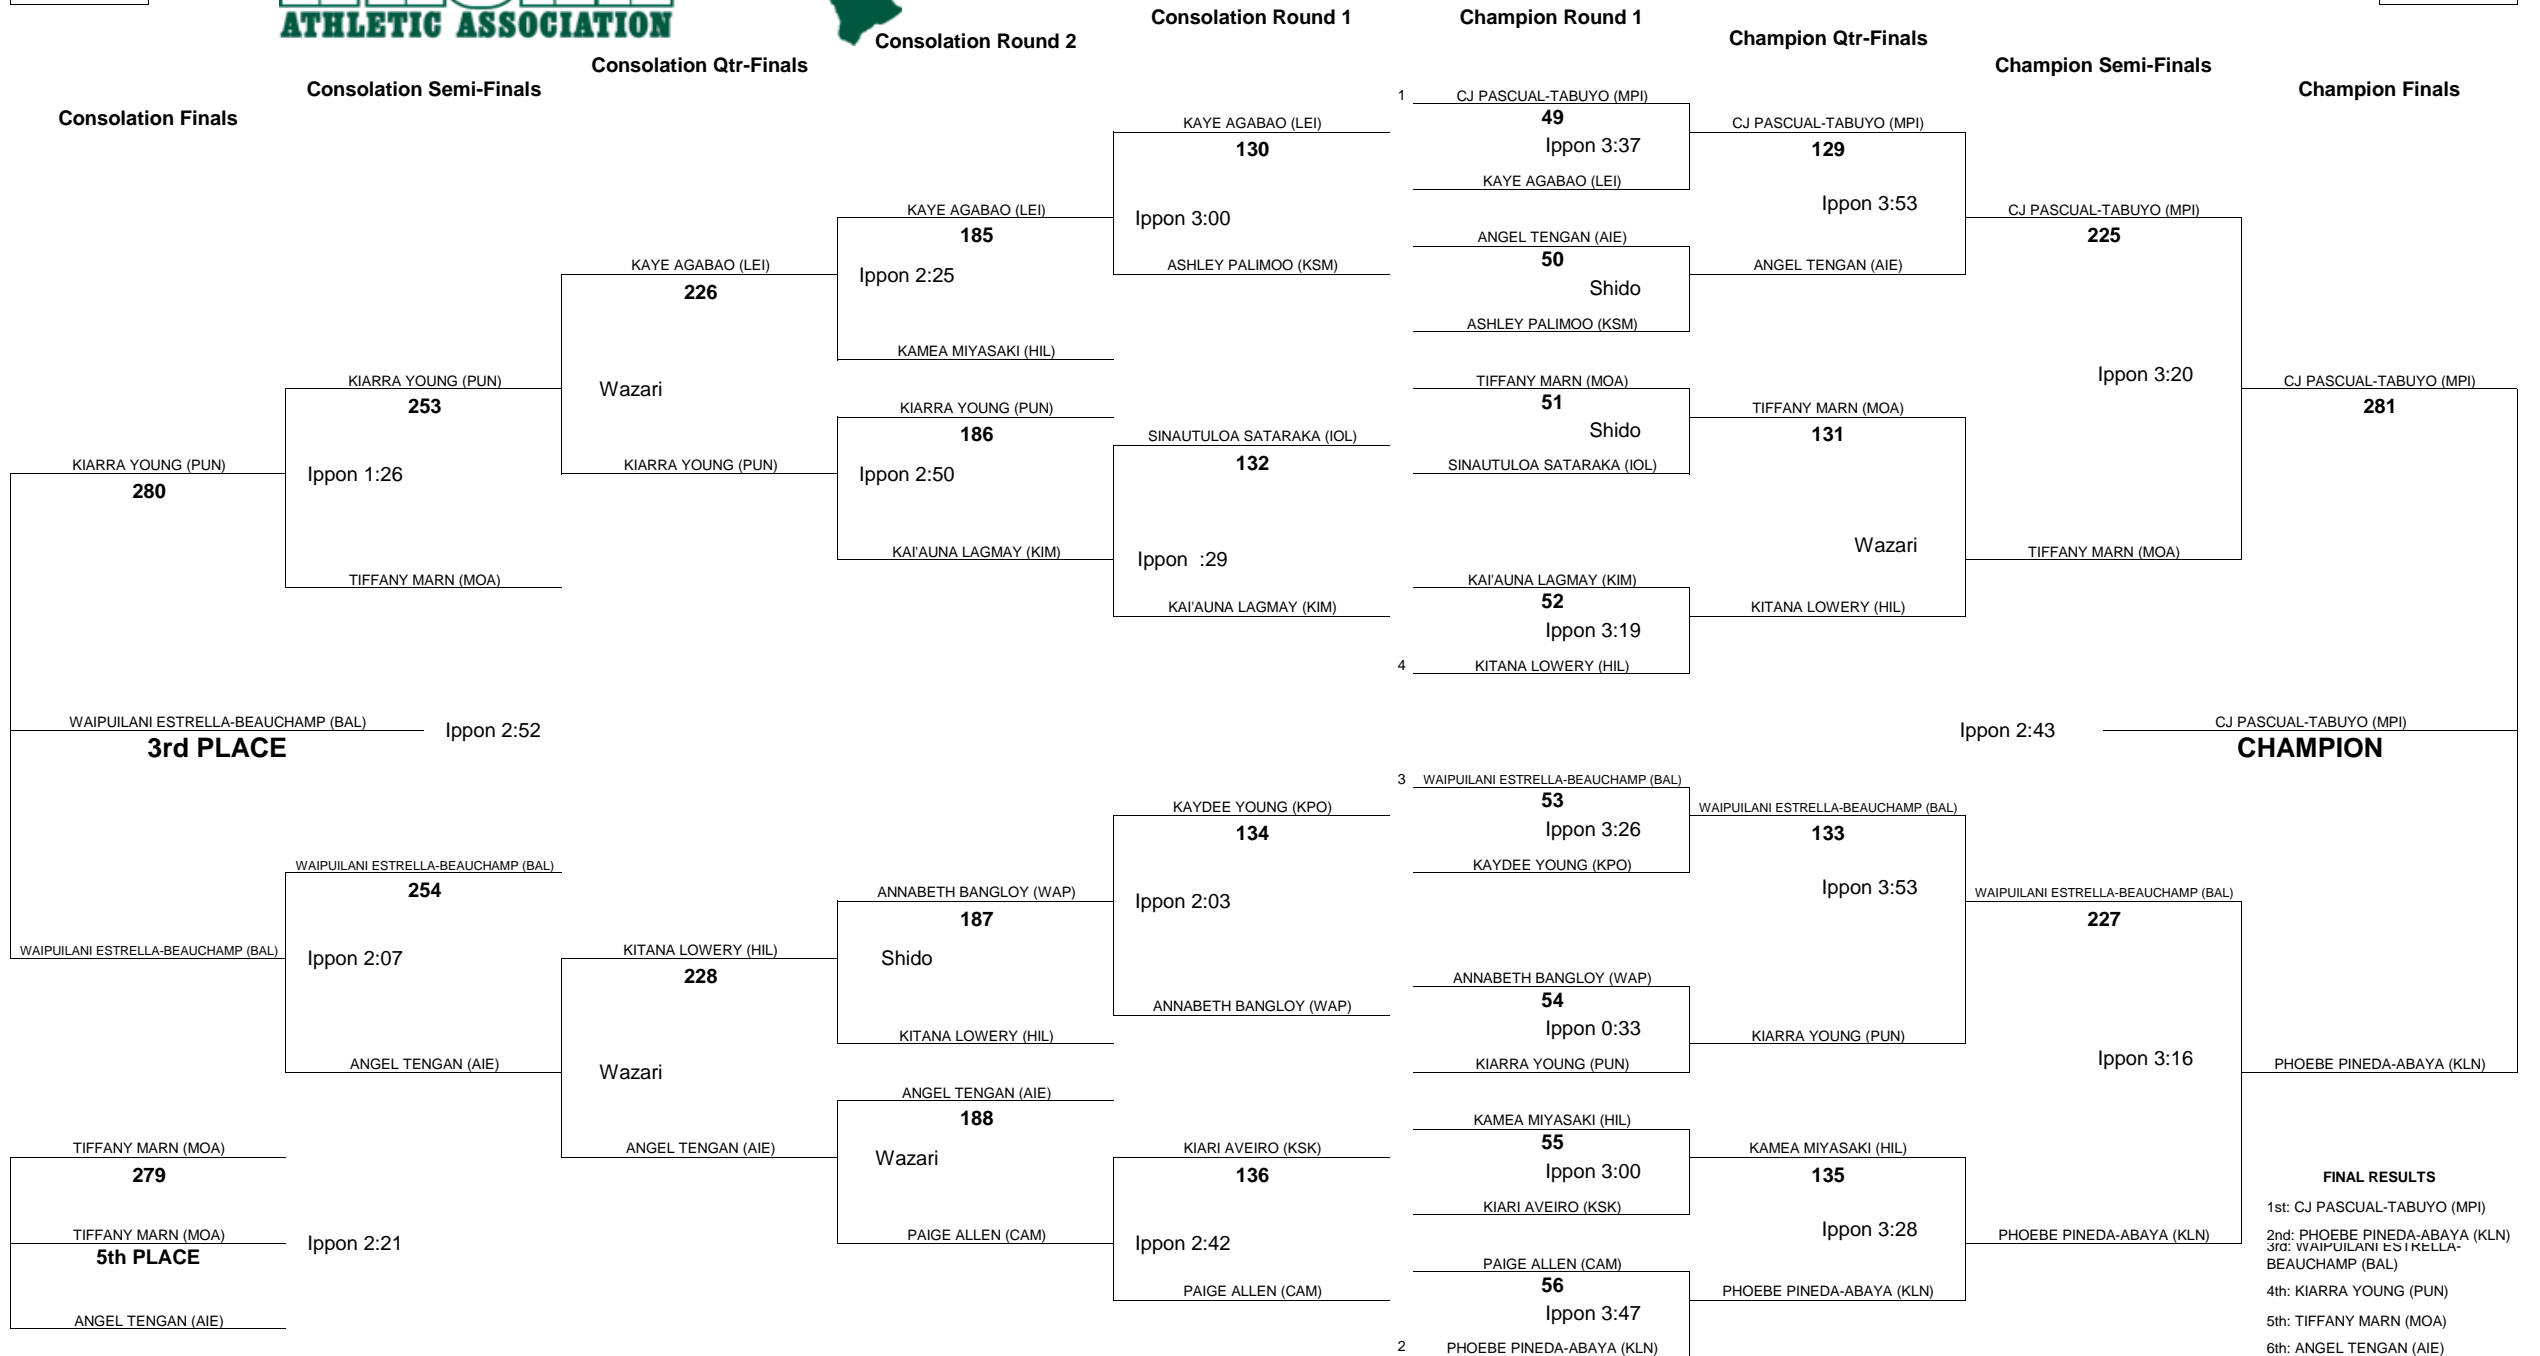 ATHLETIC ASSOCIATION
Consolation Round 1
Champion Round 1
Consolation Round 2
Champion Qtr-Finals
Consolation Qtr-Finals
Champion Semi-Finals
Consolation Semi-Finals
Champion Finals
Consolation Finals
1 CJ PASCUAL-TABUYO (MPI)
49
Ippon 3:37
KAYE AGABAO (LEI)
ANGEL TENGAN (AIE)
50
Shido
ASHLEY PALIMOO (KSM)
TIFFANY MARN (MOA)
51
Shido
SINAUTULOA SATARAKA (IOL)
KAI'AUNA LAGMAY (KIM)
52
Ippon 3:19
4 KITANA LOWERY (HIL)
3 WAIPUILANI ESTRELLA-BEAUCHAMP (BAL)
53
Ippon 3:26
KAYDEE YOUNG (KPO)
ANNABETH BANGLOY (WAP)
54
Ippon 0:33
KIARRA YOUNG (PUN)
KAMEA MIYASAKI (HIL)
55
Ippon 3:00
KIARI AVEIRO (KSK)
PAIGE ALLEN (CAM)
56
Ippon 3:47
2 PHOEBE PINEDA-ABAYA (KLN)
CJ PASCUAL-TABUYO (MPI)
129
Ippon 3:53
ANGEL TENGAN (AIE)
TIFFANY MARN (MOA)
131
Wazari
KITANA LOWERY (HIL)
WAIPUILANI ESTRELLA-BEAUCHAMP (BAL)
133
Ippon 3:53
KIARRA YOUNG (PUN)
KAMEA MIYASAKI (HIL)
135
Ippon 3:28
PHOEBE PINEDA-ABAYA (KLN)
CJ PASCUAL-TABUYO (MPI)
225
Ippon 3:20
TIFFANY MARN (MOA)
WAIPUILANI ESTRELLA-BEAUCHAMP (BAL)
227
Ippon 3:16
PHOEBE PINEDA-ABAYA (KLN)
CJ PASCUAL-TABUYO (MPI)
281
Ippon 2:43
CJ PASCUAL-TABUYO (MPI)
CHAMPION
PHOEBE PINEDA-ABAYA (KLN)
KAYE AGABAO (LEI)
130
Ippon 3:00
ASHLEY PALIMOO (KSM)
SINAUTULOA SATARAKA (IOL)
132
Ippon :29
KAI'AUNA LAGMAY (KIM)
KAYDEE YOUNG (KPO)
134
Ippon 2:03
ANNABETH BANGLOY (WAP)
KIARI AVEIRO (KSK)
136
Ippon 2:42
PAIGE ALLEN (CAM)
KAYE AGABAO (LEI)
185
Ippon 2:25
KAMEA MIYASAKI (HIL)
KIARRA YOUNG (PUN)
186
Ippon 2:50
KAI'AUNA LAGMAY (KIM)
ANNABETH BANGLOY (WAP)
187
Shido
KITANA LOWERY (HIL)
ANGEL TENGAN (AIE)
188
Wazari
PAIGE ALLEN (CAM)
KAYE AGABAO (LEI)
226
Wazari
KIARRA YOUNG (PUN)
KITANA LOWERY (HIL)
228
Wazari
ANGEL TENGAN (AIE)
KIARRA YOUNG (PUN)
253
Ippon 1:26
TIFFANY MARN (MOA)
WAIPUILANI ESTRELLA-BEAUCHAMP (BAL)
254
Ippon 2:07
ANGEL TENGAN (AIE)
KIARRA YOUNG (PUN)
280
WAIPUILANI ESTRELLA-BEAUCHAMP (BAL)
3rd PLACE
Ippon 2:52
WAIPUILANI ESTRELLA-BEAUCHAMP (BAL)
TIFFANY MARN (MOA)
279
TIFFANY MARN (MOA)
5th PLACE
Ippon 2:21
ANGEL TENGAN (AIE)
FINAL RESULTS
1st: CJ PASCUAL-TABUYO (MPI)
2nd: PHOEBE PINEDA-ABAYA (KLN)
3rd: WAIPUILANI ESTRELLA-
BEAUCHAMP (BAL)
4th: KIARRA YOUNG (PUN)
5th: TIFFANY MARN (MOA)
6th: ANGEL TENGAN (AIE)